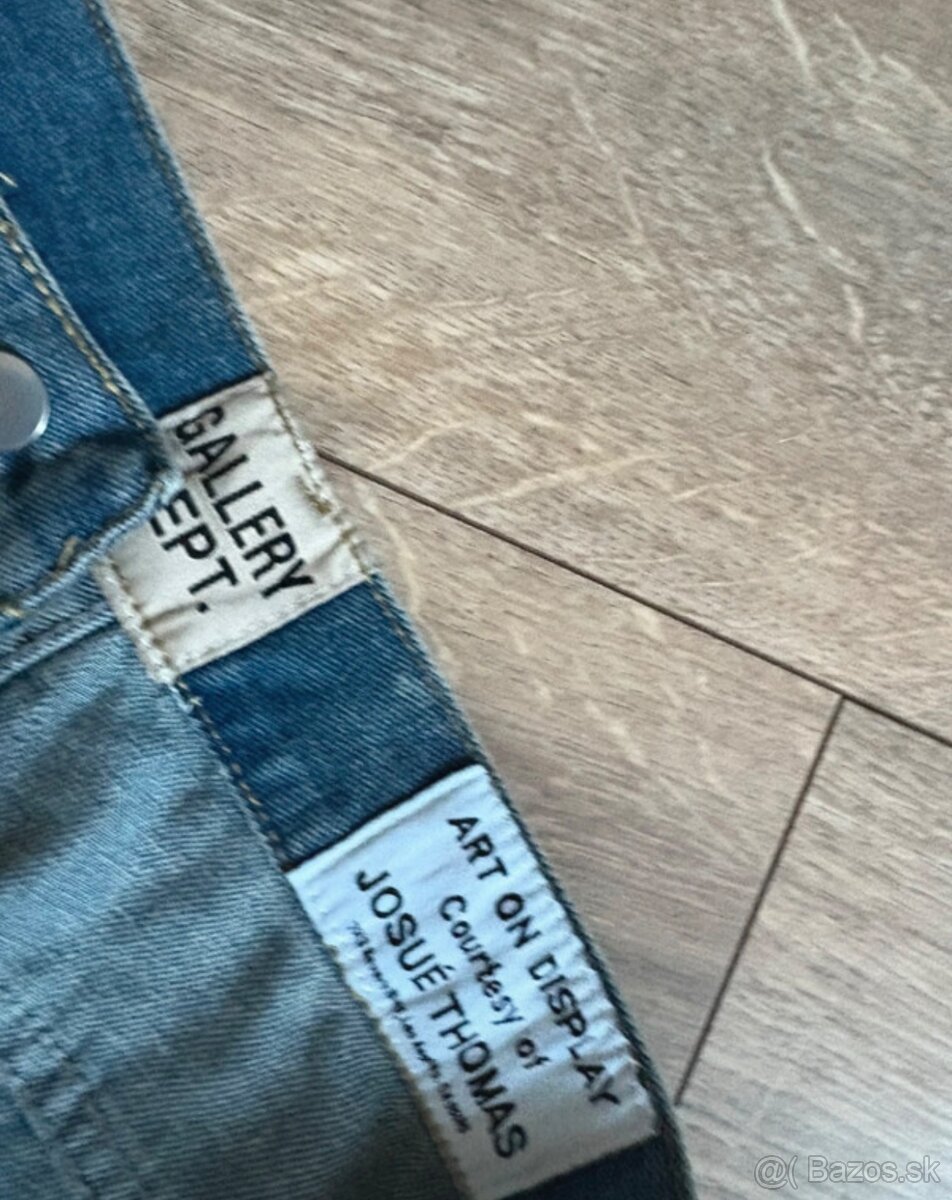 GALLERY
EPT.
ART ON DISPLAY
Courtesy of
JOSUÉ THOMAS
@( Bazos.sk